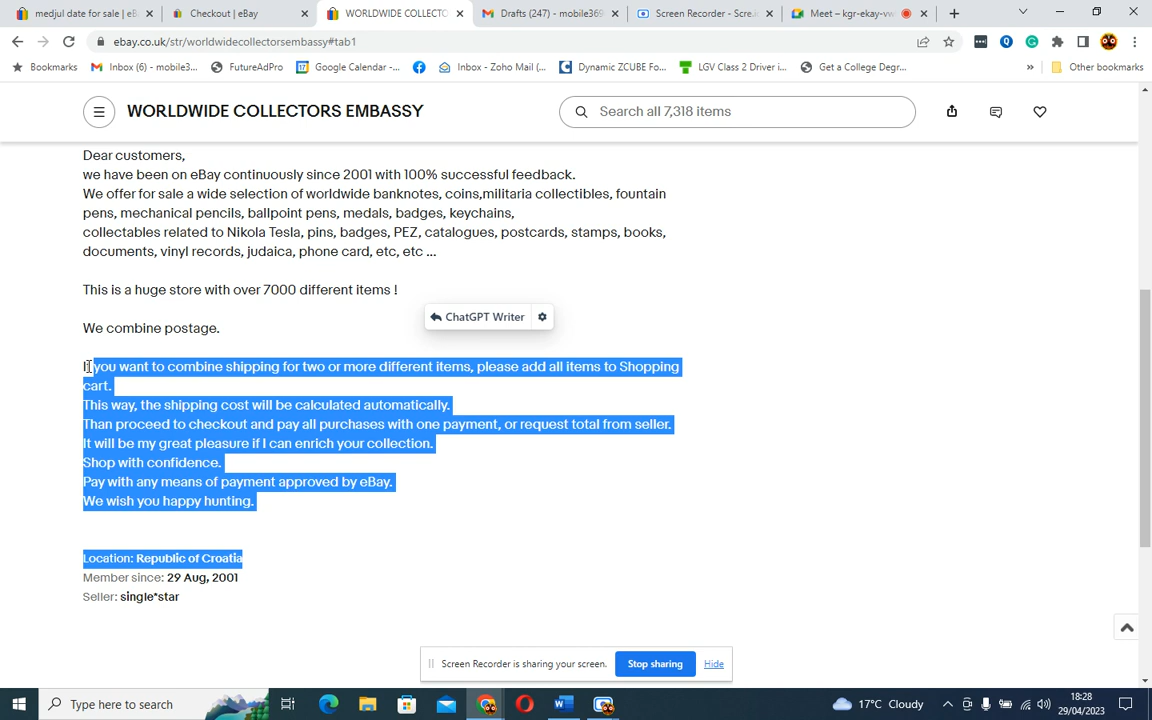 medjul date for sale | eB
Checkout | eBay
WORLDWIDE COLLECTO
Drafts (247) - mobile369
Screen Recorder - Scre
Meet – kgr-ekay-vw
ebay.co.uk/str/worldwidecollectorsembassy#tab1
Bookmarks
Inbox (6) - mobile3...
FutureAdPro
Google Calendar -...
Inbox - Zoho Mail (...
Dynamic ZCUBE Fo...
LGV Class 2 Driver i...
Get a College Degr...
»
Other bookmarks
WORLDWIDE COLLECTORS EMBASSY
Search all 7,318 items
Dear customers,
we have been on eBay continuously since 2001 with 100% successful feedback.
We offer for sale a wide selection of worldwide banknotes, coins,militaria collectibles, fountain
pens, mechanical pencils, ballpoint pens, medals, badges, keychains,
collectables related to Nikola Tesla, pins, badges, PEZ, catalogues, postcards, stamps, books,
documents, vinyl records, judaica, phone card, etc, etc ...
This is a huge store with over 7000 different items !
ChatGPT Writer
We combine postage.
If you want to combine shipping for two or more different items, please add all items to Shopping
cart.
This way, the shipping cost will be calculated automatically.
Than proceed to checkout and pay all purchases with one payment, or request total from seller.
It will be my great pleasure if I can enrich your collection.
Shop with confidence.
Pay with any means of payment approved by eBay.
We wish you happy hunting.
Location: Republic of Croatia
Member since: 29 Aug, 2001
Seller: single*star
Screen Recorder is sharing your screen.
Stop sharing
Hide
Type here to search
17°C Cloudy
18:28
29/04/2023